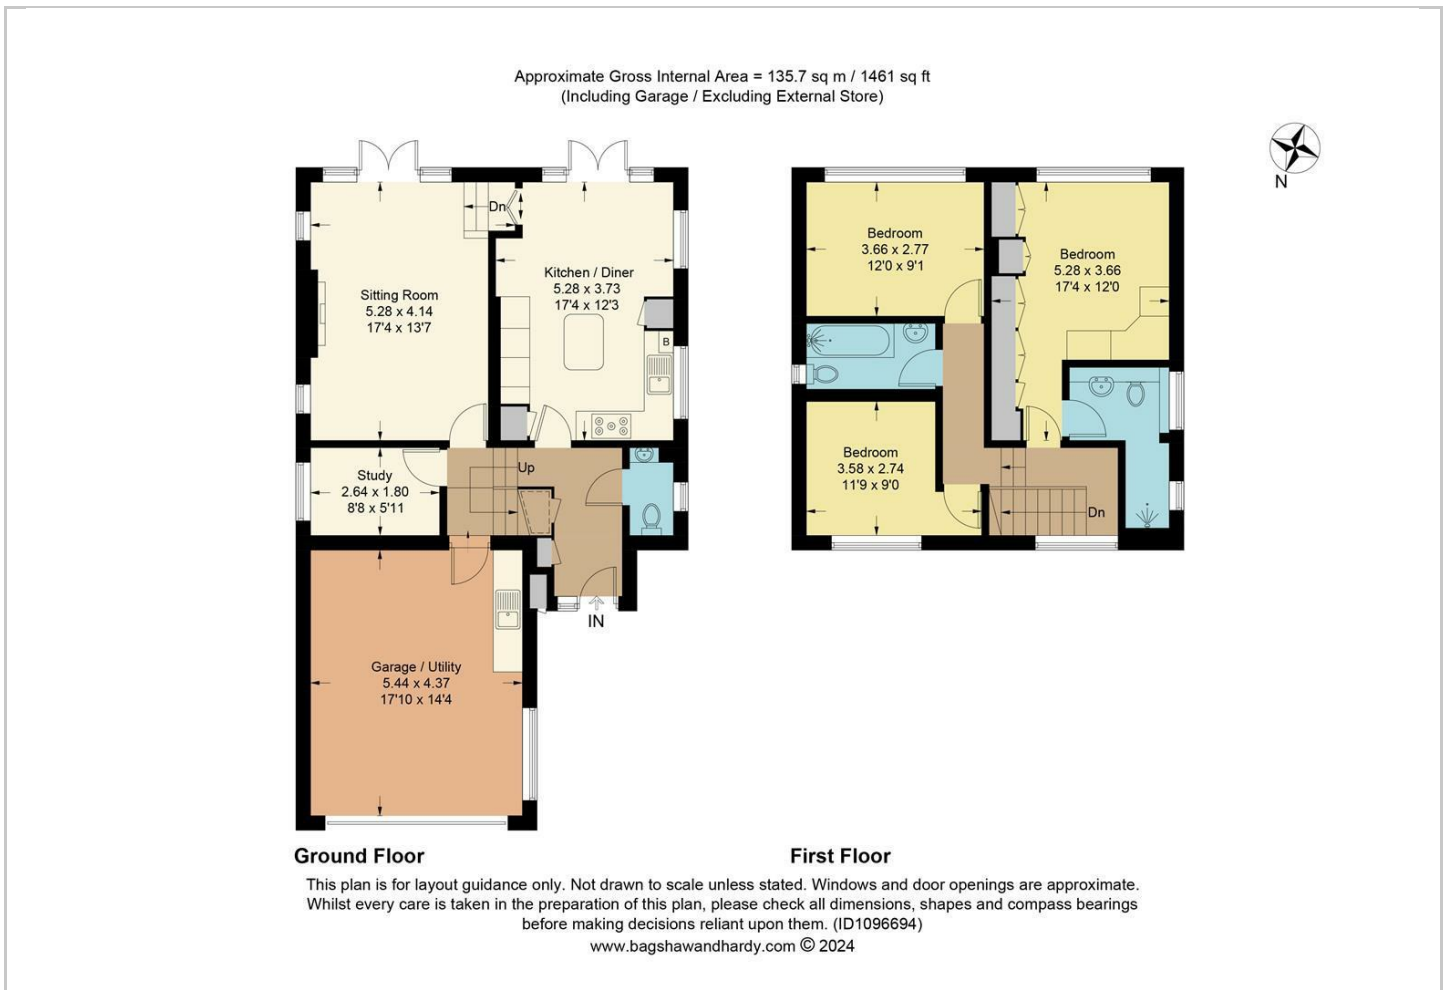 Approximate Gross Internal Area = 135.7 sq m / 1461 sq ft
(Including Garage / Excluding External Store)
N
Dn
Kitchen / Diner
5.28 x 3.73
17'4 x 12'3
Sitting Room
5.28 x 4.14
17'4 x 13'7
B
Up
Study
2.64 x 1.80
8'8 x 5'11
IN
Garage / Utility
5.44 x 4.37
17'10 x 14'4
Ground Floor
Bedroom
3.66 x 2.77
12'0 x 9'1
Bedroom
5.28 x 3.66
17'4 x 12'0
Bedroom
3.58 x 2.74
11'9 x 9'0
Dn
First Floor
This plan is for layout guidance only. Not drawn to scale unless stated. Windows and door openings are approximate.
Whilst every care is taken in the preparation of this plan, please check all dimensions, shapes and compass bearings
before making decisions reliant upon them. (ID1096694)
www.bagshawandhardy.com © 2024